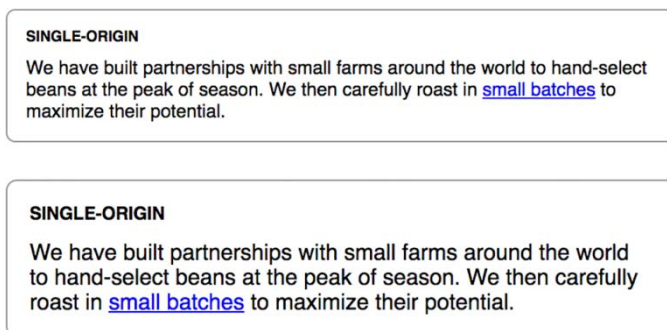 SINGLE-ORIGIN
We have built partnerships with small farms around the world to hand-select
beans at the peak of season. We then carefully roast in small batches to
maximize their potential.
SINGLE-ORIGIN
We have built partnerships with small farms around the world
to hand-select beans at the peak of season. We then carefully
roast in small batches to maximize their potential.